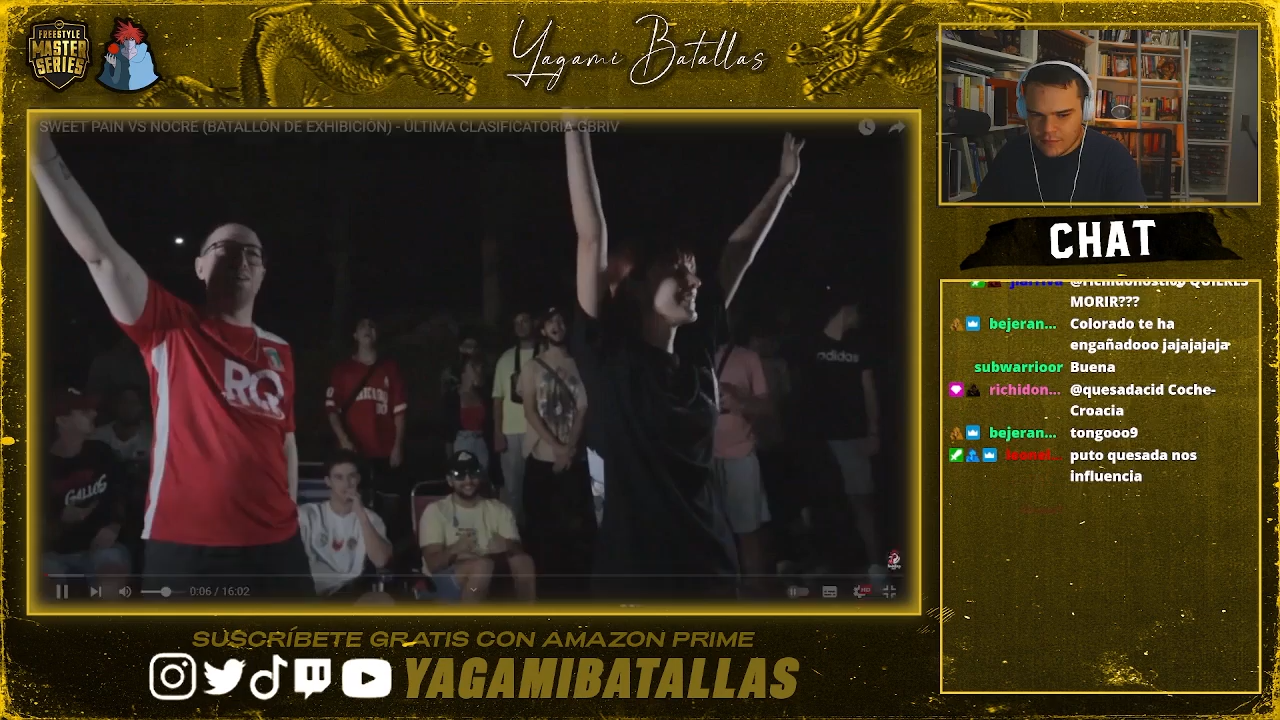 FREESTYLE
MASTER
SERIES
Yagami Batallas
SWEET PAIN VS NOCRE (BATALLÓN DE EXHIBICIÓN) - ÚLTIMA CLASIFICATORIA GBRIV
RQ
adidas
GALLOS
0:06 / 16:02
CHAT
MORIR???
bejeran... Colorado te ha
engañadooo jajajajaja
subwarrioor Buena
richidon... @quesadacid Coche-
Croacia
bejeran... tongooo9
puto quesada nos
influencia
SUSCRÍBETE GRATIS CON AMAZON PRIME
YAGAMIBATALLAS